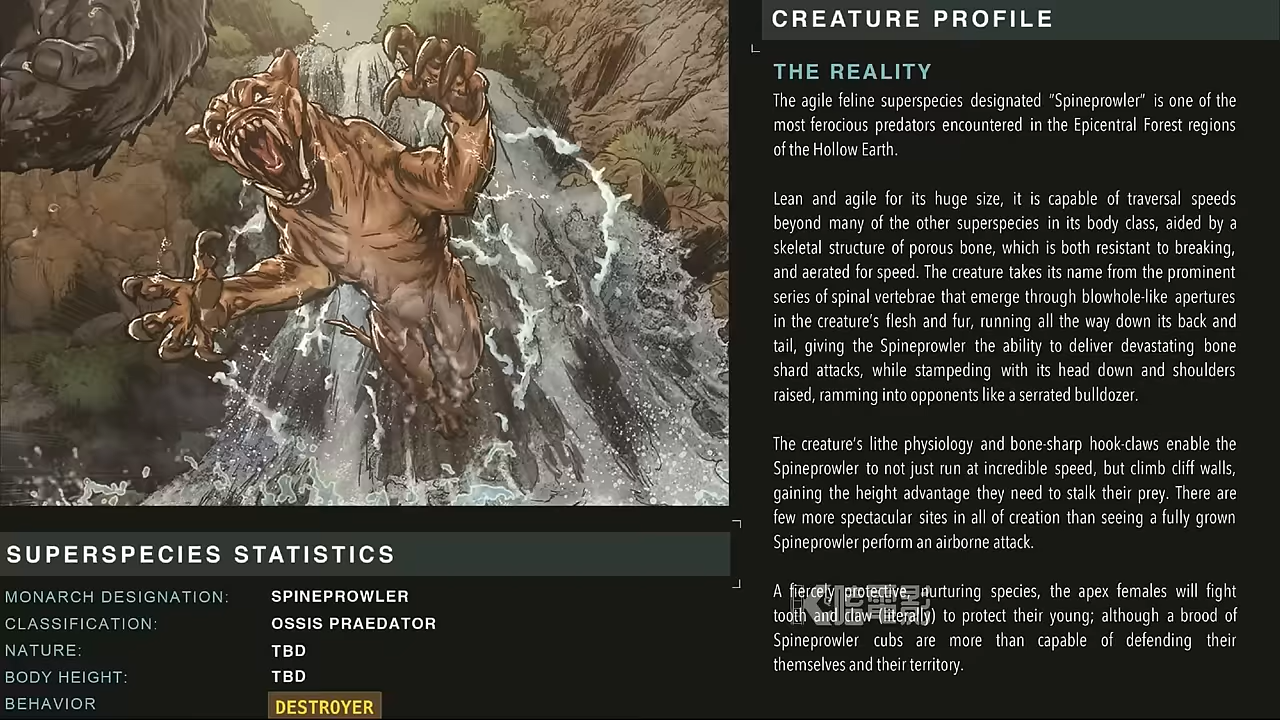 CREATURE PROFILE
THE REALITY
The agile feline superspecies designated "Spineprowler" is one of the
most ferocious predators encountered in the Epicentral Forest regions
of the Hollow Earth.
Lean and agile for its huge size, it is capable of traversal speeds
beyond many of the other superspecies in its body class, aided by a
skeletal structure of porous bone, which is both resistant to breaking,
and aerated for speed. The creature takes its name from the prominent
series of spinal vertebrae that emerge through blowhole-like apertures
in the creature's flesh and fur, running all the way down its back and
tail, giving the Spineprowler the ability to deliver devastating bone
shard attacks, while stampeding with its head down and shoulders
raised, ramming into opponents like a serrated bulldozer.
The creature's lithe physiology and bone-sharp hook-claws enable the
Spineprowler to not just run at incredible speed, but climb cliff walls,
gaining the height advantage they need to stalk their prey. There are
few more spectacular sites in all of creation than seeing a fully grown
Spineprowler perform an airborne attack.
A fiercely protective, nurturing species, the apex females will fight
tooth and claw (literally) to protect their young; although a brood of
Spineprowler cubs are more than capable of defending their
themselves and their territory.
SUPERSPECIES STATISTICS
MONARCH DESIGNATION: SPINEPROWLER
CLASSIFICATION: OSSIS PRAEDATOR
NATURE: TBD
BODY HEIGHT: TBD
BEHAVIOR DESTROYER